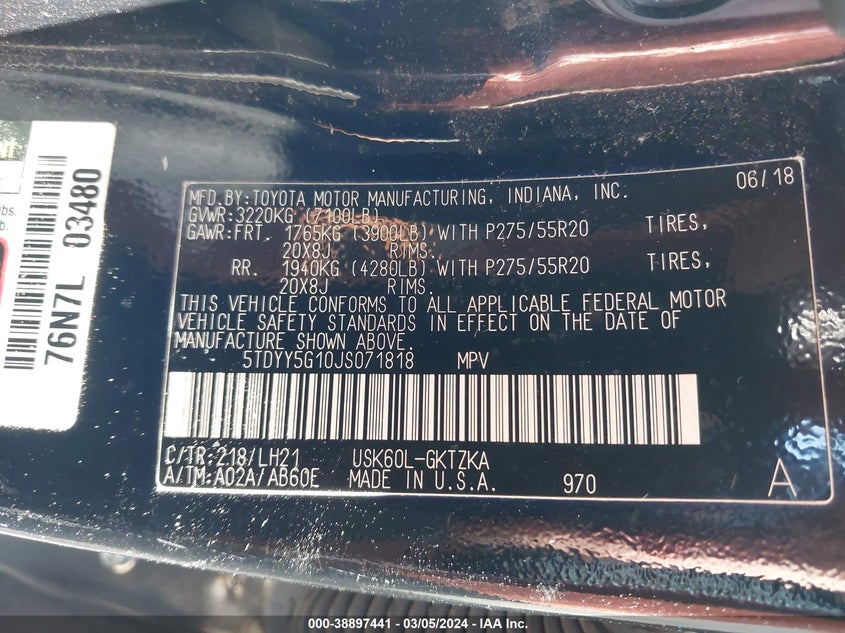 MFD.BY:TOYOTA MOTOR MANUFACTURING, INDIANA, INC. 06/18
GVWR:3220KG (7100LB)
GAWR:FRT. 1765KG (3900LB) WITH P275/55R20 TIRES,
20X8J RIMS.
RR. 1940KG (4280LB) WITH P275/55R20 TIRES,
20X8J RIMS.
THIS VEHICLE CONFORMS TO ALL APPLICABLE FEDERAL MOTOR
VEHICLE SAFETY STANDARDS IN EFFECT ON THE DATE OF
MANUFACTURE SHOWN ABOVE.
5TDYY5G10JS071818 MPV
C/TR:218/LH21 USK60L-GKTZKA
A/TM:A02A/AB60E MADE IN U.S.A. 970 A
76N7L 03480
lbs.
b.
000-38897441 - 03/05/2024 - IAA Inc.